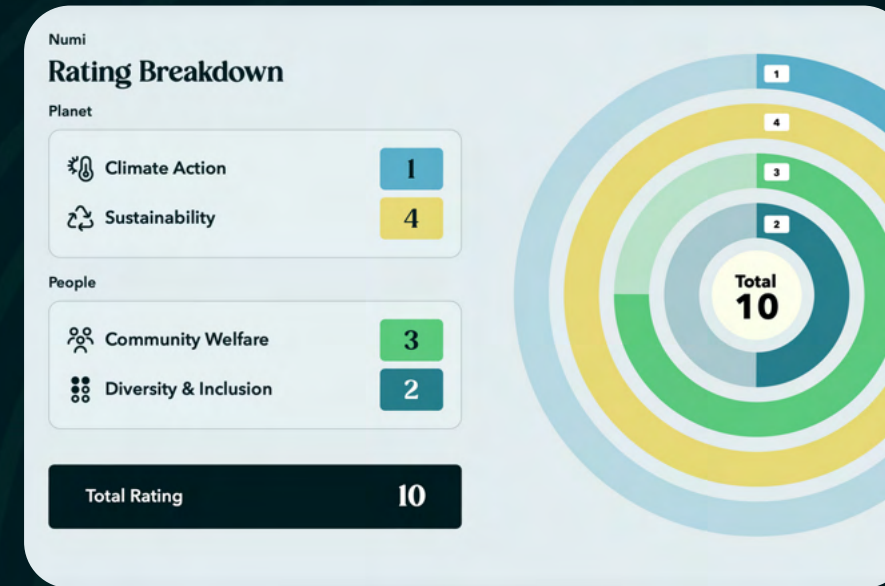 Numi
Rating Breakdown
Planet
Climate Action 1
Sustainability 4
People
Community Welfare 3
Diversity & Inclusion 2
Total Rating 10
1
4
3
2
Total
10